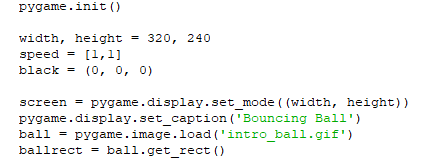 pygame.init()
width, height = 320, 240
speed = [1,1]
black = (0, 0, 0)
screen = pygame.display.set_mode((width, height))
pygame.display.set_caption('Bouncing Ball')
ball = pygame.image.load('intro_ball.gif')
ballrect = ball.get_rect()